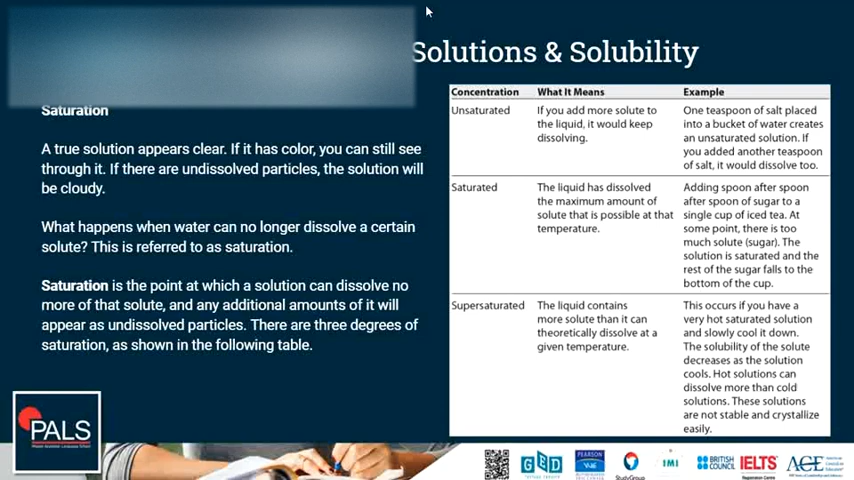 Solutions & Solubility
Saturation
A true solution appears clear. If it has color, you can still see
through it. If there are undissolved particles, the solution will
be cloudy.
What happens when water can no longer dissolve a certain
solute? This is referred to as saturation.
Saturation is the point at which a solution can dissolve no
more of that solute, and any additional amounts of it will
appear as undissolved particles. There are three degrees of
saturation, as shown in the following table.
Concentration What It Means Example
Unsaturated If you add more solute to One teaspoon of salt placed
the liquid, it would keep into a bucket of water creates
dissolving. an unsaturated solution. If
you added another teaspoon
of salt, it would dissolve too.
Saturated The liquid has dissolved Adding spoon after spoon
the maximum amount of after spoon of sugar to a
solute that is possible at that single cup of iced tea. At
temperature. some point, there is too
much solute (sugar). The
solution is saturated and the
rest of the sugar falls to the
bottom of the cup.
Supersaturated The liquid contains This occurs if you have a
more solute than it can very hot saturated solution
theoretically dissolve at a and slowly cool it down.
given temperature. The solubility of the solute
decreases as the solution
cools. Hot solutions can
dissolve more than cold
solutions. These solutions
are not stable and crystallize
easily.
PALS
GED
PEARSON
VUE
StudyGroup
IMI
BRITISH
COUNCIL
IELTS
ACE